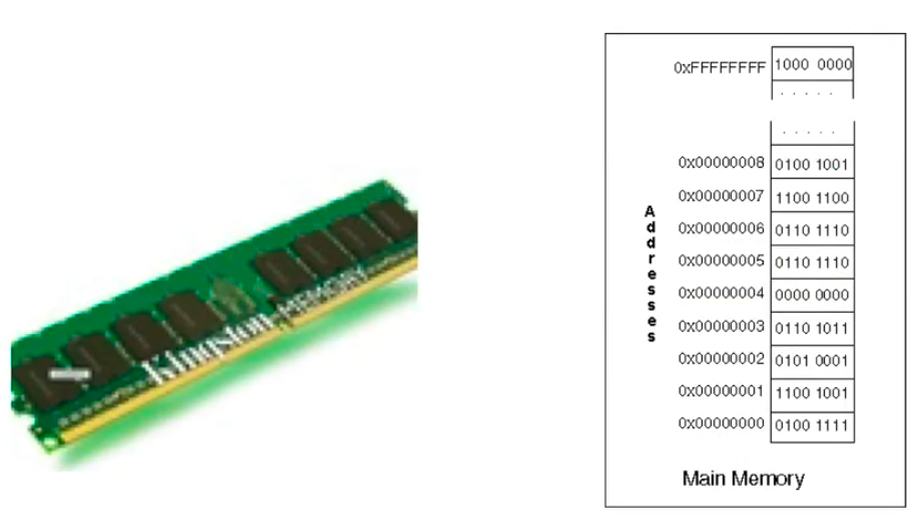 Kingston MEMORY
0xFFFFFFFF 1000 0000
. . . . .
. . . . .
0x00000008 0100 1001
0x00000007 1100 1100
0x00000006 0110 1110
0x00000005 0110 1110
0x00000004 0000 0000
0x00000003 0110 1011
0x00000002 0101 0001
0x00000001 1100 1001
0x00000000 0100 1111
Addresses
Main Memory